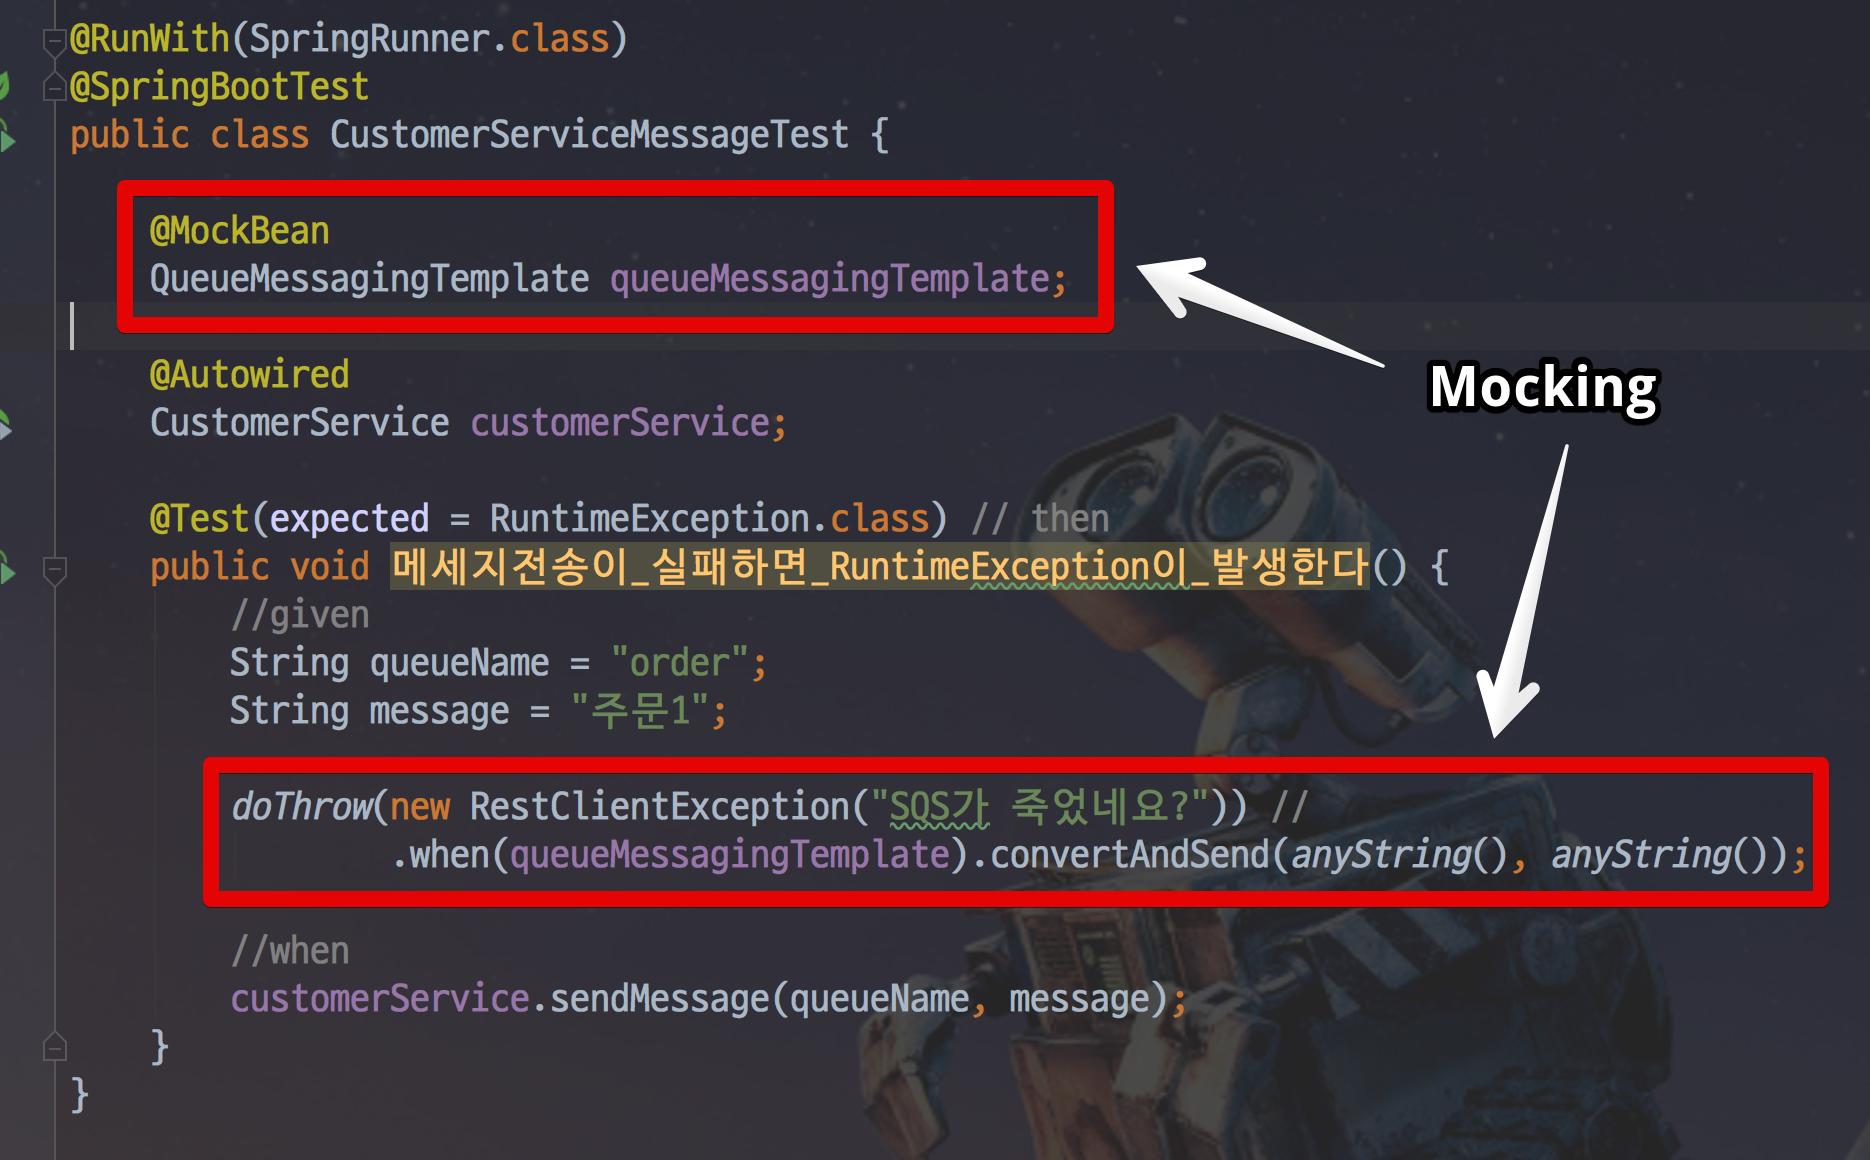 @RunWith(SpringRunner.class)
@SpringBootTest
public class CustomerServiceMessageTest {
@MockBean
QueueMessagingTemplate queueMessagingTemplate;
@Autowired
CustomerService customerService;
Mocking
@Test(expected = RuntimeException.class) // then
public void 메세지전송이_실패하면_RuntimeException이_발생한다() {
//given
String queueName = "order";
String message = "주문1";
doThrow(new RestClientException("SQS가 죽었네요?")) //
.when(queueMessagingTemplate).convertAndSend(anyString(), anyString());
//when
customerService.sendMessage(queueName, message);
}
}